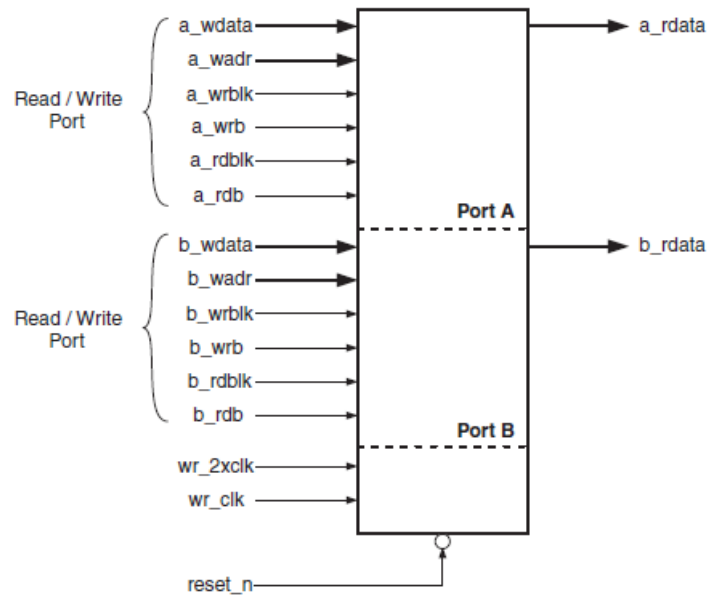 a_wdata
a_rdata
a_wadr
a_wrblk
Read / Write
Port
a_wrb
a_rdblk
a_rdb
Port A
b_wdata
b_rdata
b_wadr
b_wrblk
Read / Write
Port
b_wrb
b_rdblk
b_rdb
Port B
wr_2xclk
wr_clk
reset_n